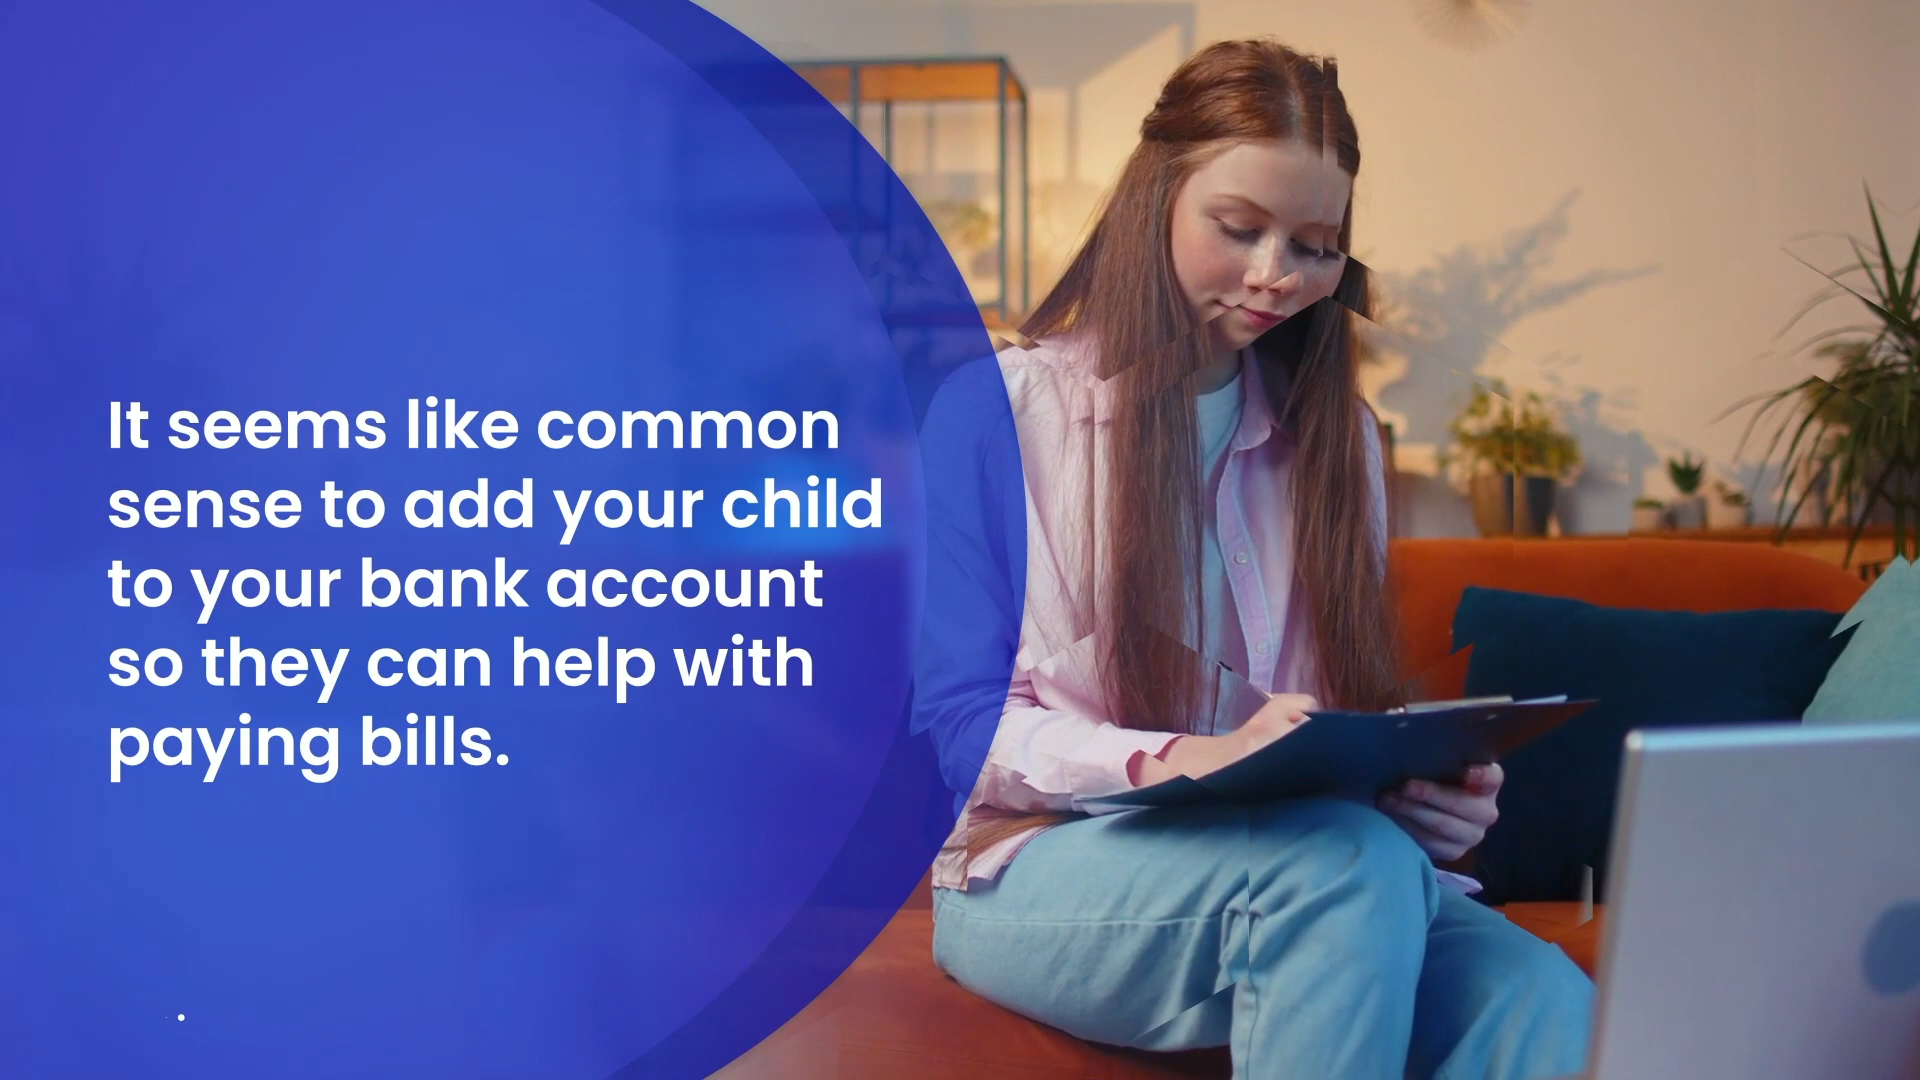 It seems like common
sense to add your child
to your bank account
so they can help with
paying bills.